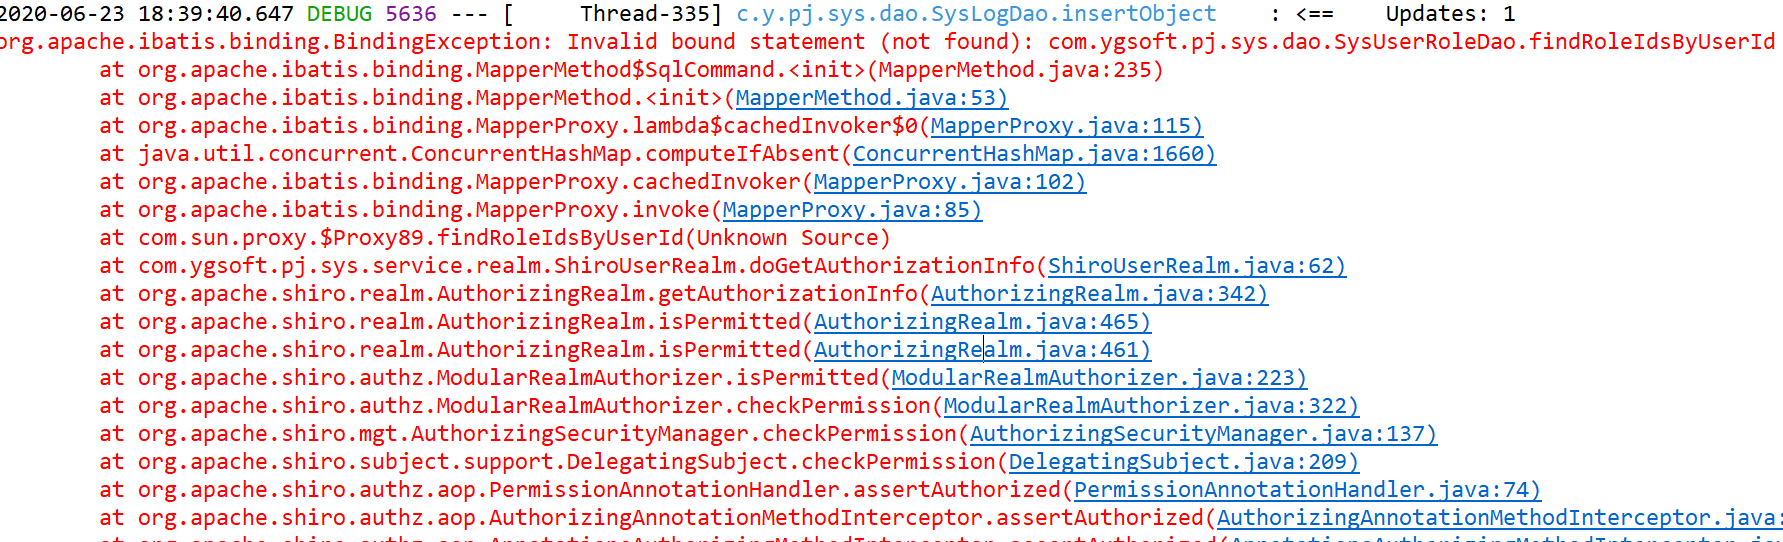 2020-06-23 18:39:40.647 DEBUG 5636 --- [     Thread-335] c.y.pj.sys.dao.SysLogDao.insertObject    : <==    Updates: 1
org.apache.ibatis.binding.BindingException: Invalid bound statement (not found): com.ygsoft.pj.sys.dao.SysUserRoleDao.findRoleIdsByUserId
at org.apache.ibatis.binding.MapperMethod$SqlCommand.<init>(MapperMethod.java:235)
at org.apache.ibatis.binding.MapperMethod.<init>(MapperMethod.java:53)
at org.apache.ibatis.binding.MapperProxy.lambda$cachedInvoker$0(MapperProxy.java:115)
at java.util.concurrent.ConcurrentHashMap.computeIfAbsent(ConcurrentHashMap.java:1660)
at org.apache.ibatis.binding.MapperProxy.cachedInvoker(MapperProxy.java:102)
at org.apache.ibatis.binding.MapperProxy.invoke(MapperProxy.java:85)
at com.sun.proxy.$Proxy89.findRoleIdsByUserId(Unknown Source)
at com.ygsoft.pj.sys.service.realm.ShiroUserRealm.doGetAuthorizationInfo(ShiroUserRealm.java:62)
at org.apache.shiro.realm.AuthorizingRealm.getAuthorizationInfo(AuthorizingRealm.java:342)
at org.apache.shiro.realm.AuthorizingRealm.isPermitted(AuthorizingRealm.java:465)
at org.apache.shiro.realm.AuthorizingRealm.isPermitted(AuthorizingRealm.java:461)
at org.apache.shiro.authz.ModularRealmAuthorizer.isPermitted(ModularRealmAuthorizer.java:223)
at org.apache.shiro.authz.ModularRealmAuthorizer.checkPermission(ModularRealmAuthorizer.java:322)
at org.apache.shiro.mgt.AuthorizingSecurityManager.checkPermission(AuthorizingSecurityManager.java:137)
at org.apache.shiro.subject.support.DelegatingSubject.checkPermission(DelegatingSubject.java:209)
at org.apache.shiro.authz.aop.PermissionAnnotationHandler.assertAuthorized(PermissionAnnotationHandler.java:74)
at org.apache.shiro.authz.aop.AuthorizingAnnotationMethodInterceptor.assertAuthorized(AuthorizingAnnotationMethodInterceptor.java: